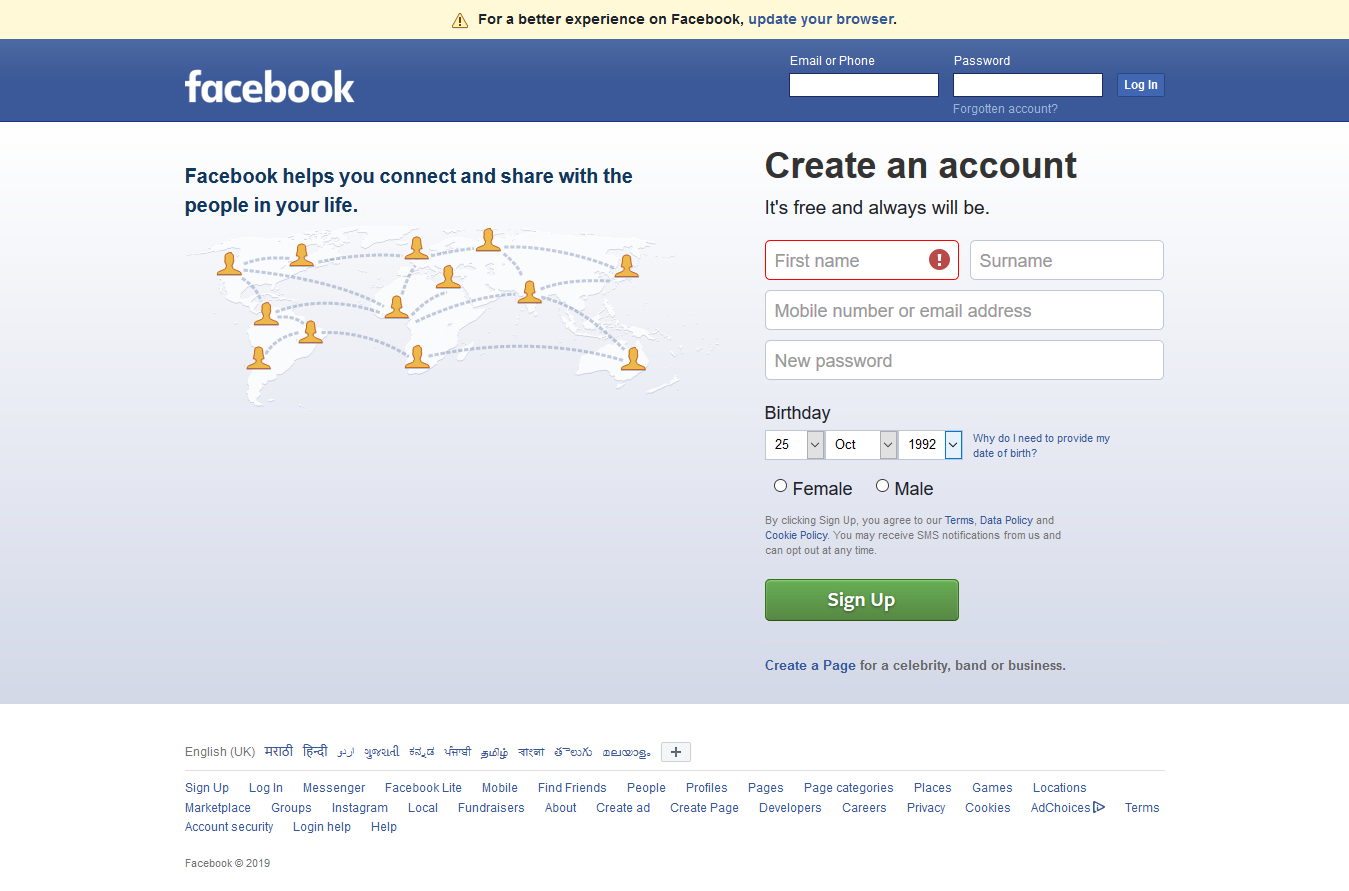 For a better experience on Facebook, update your browser.
facebook
Email or Phone
Password
Log In
Forgotten account?
Facebook helps you connect and share with the
people in your life.
Create an account
It's free and always will be.
First name
Surname
Mobile number or email address
New password
Birthday
25 Oct 1992
Why do I need to provide my
date of birth?
Female Male
By clicking Sign Up, you agree to our Terms, Data Policy and
Cookie Policy. You may receive SMS notifications from us and
can opt out at any time.
Sign Up
Create a Page for a celebrity, band or business.
English (UK) मराठी हिन्दी اردو ગુજરાતી ಕನ್ನಡ ਪੰਜਾਬੀ தமிழ் বাংলা తెలుగు മലയാളം
Sign Up Log In Messenger Facebook Lite Mobile Find Friends People Profiles Pages Page categories Places Games Locations
Marketplace Groups Instagram Local Fundraisers About Create ad Create Page Developers Careers Privacy Cookies AdChoices Terms
Account security Login help Help
Facebook © 2019